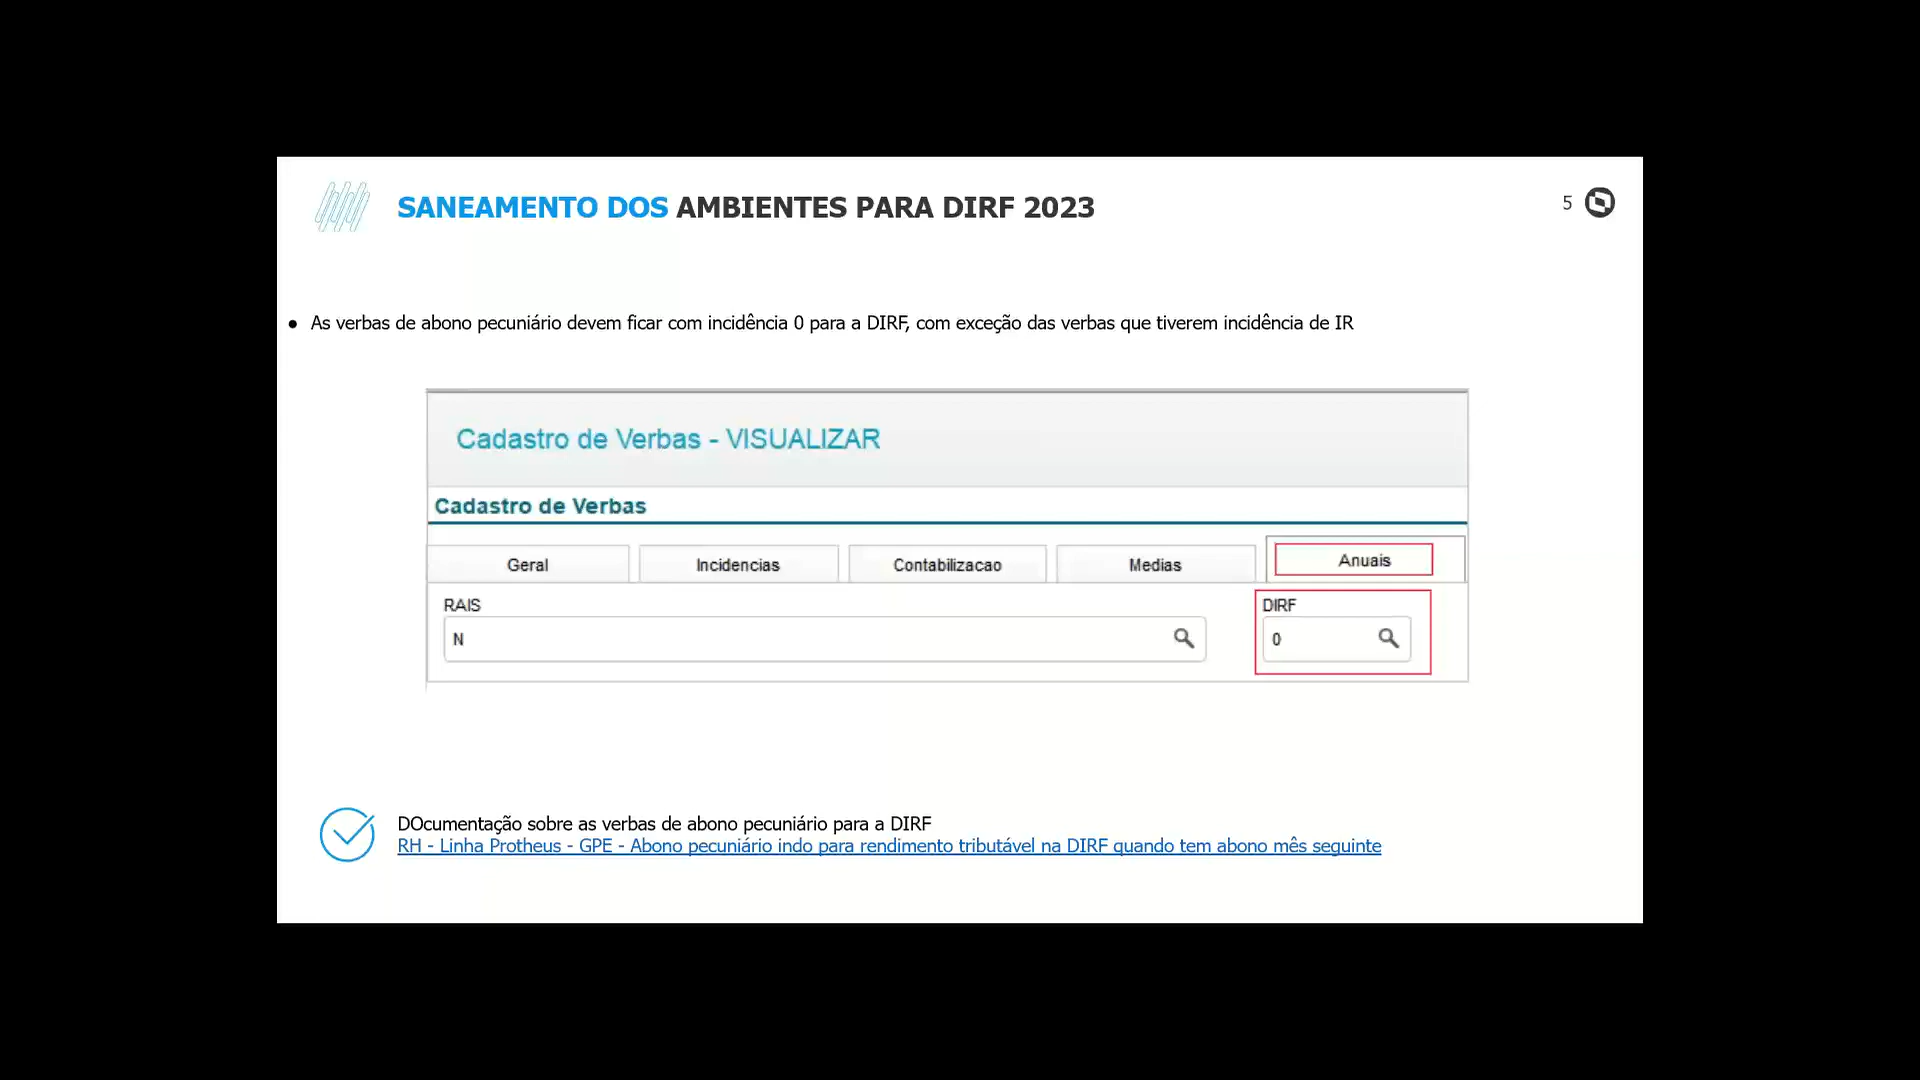 SANEAMENTO DOS AMBIENTES PARA DIRF 2023
5
● As verbas de abono pecuniário devem ficar com incidência 0 para a DIRF, com exceção das verbas que tiverem incidência de IR
Cadastro de Verbas - VISUALIZAR
Cadastro de Verbas
Geral Incidencias Contabilizacao Medias Anuais
RAIS DIRF
N 0
DOcumentação sobre as verbas de abono pecuniário para a DIRF
RH - Linha Protheus - GPE - Abono pecuniário indo para rendimento tributável na DIRF quando tem abono mês seguinte